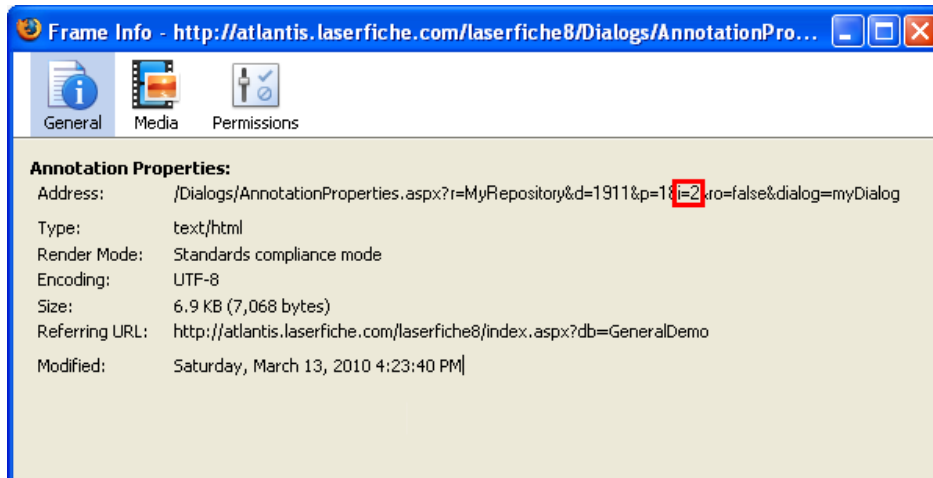 Frame Info - http://atlantis.laserfiche.com/laserfiche8/Dialogs/AnnotationPro...
General Media Permissions
Annotation Properties:
Address: /Dialogs/AnnotationProperties.aspx?r=MyRepository&d=1911&p=1&i=2&ro=false&dialog=myDialog
Type: text/html
Render Mode: Standards compliance mode
Encoding: UTF-8
Size: 6.9 KB (7,068 bytes)
Referring URL: http://atlantis.laserfiche.com/laserfiche8/index.aspx?db=GeneralDemo
Modified: Saturday, March 13, 2010 4:23:40 PM